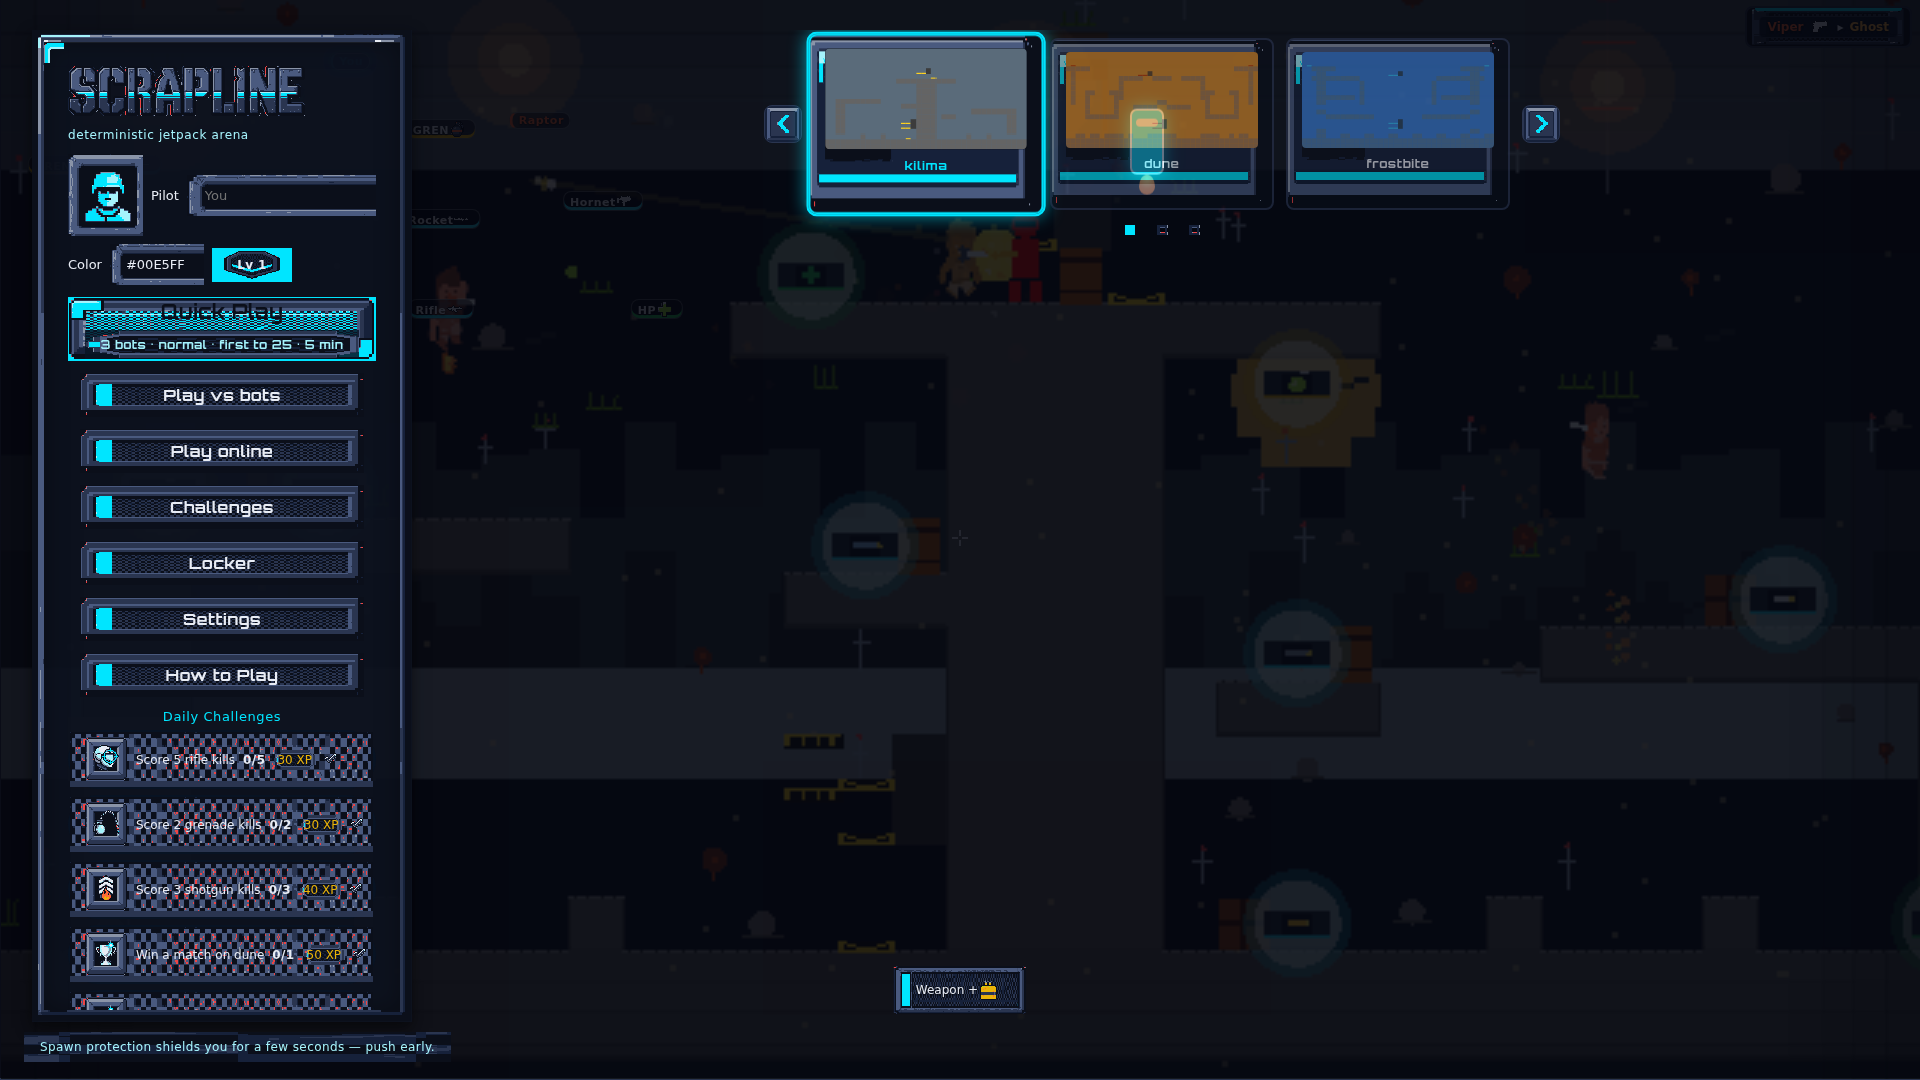 SCRAPLINE
deterministic jetpack arena
Pilot You
Color #00E5FF Lv 1
Quick Play
3 bots · normal · first to 25 · 5 min
Play vs bots
Play online
Challenges
Locker
Settings
How to Play
Daily Challenges
Score 5 rifle kills 0/5 30 XP
Score 2 grenade kills 0/2 30 XP
Score 3 shotgun kills 0/3 40 XP
Win a match on dune 0/1 50 XP
Spawn protection shields you for a few seconds — push early.
GREN
Raptor
Hornet
Rocket
Rifle
HP
kilima
dune
frostbite
Viper ▸ Ghost
Weapon +